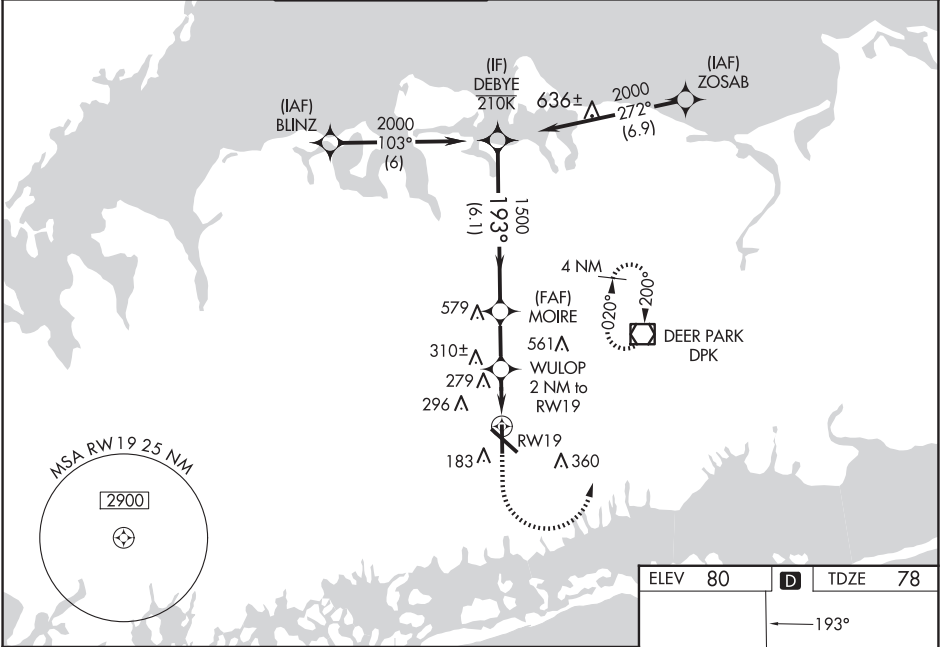 (IAF)
BLINZ
2000
103°
(6)
(IF)
DEBYE
210K
636±
2000
272°
(6.9)
(IAF)
ZOSAB
1500
193°
(6.1)
4 NM
020°
200°
DEER PARK
DPK
579
(FAF)
MOIRE
561
310±
WULOP
2 NM to
RW19
279
296
RW19
183
360
MSA RW19 25 NM
2900
ELEV 80 D TDZE 78
193°